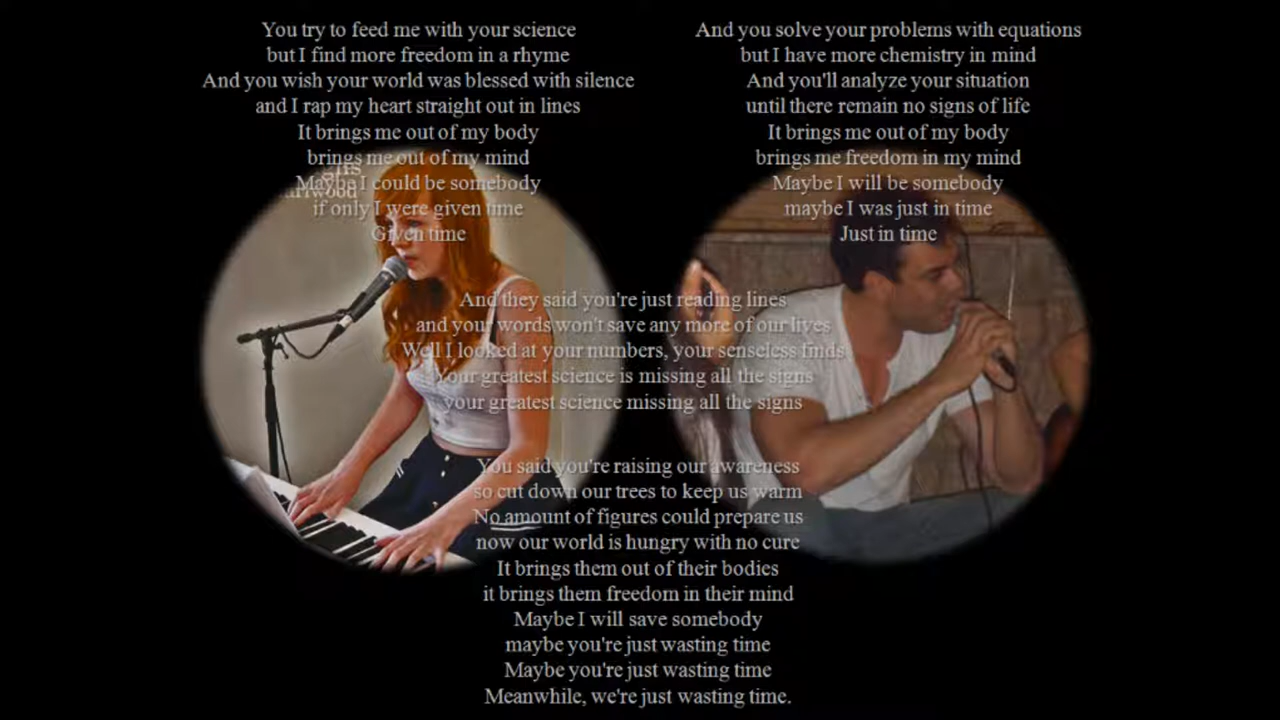 You try to feed me with your science
but I find more freedom in a rhyme
And you wish your world was blessed with silence
and I rap my heart straight out in lines
It brings me out of my body
brings me out of my mind
Maybe I could be somebody
if only I were given time
Given time
And you solve your problems with equations
but I have more chemistry in mind
And you'll analyze your situation
until there remain no signs of life
It brings me out of my body
brings me freedom in my mind
Maybe I will be somebody
maybe I was just in time
Just in time
And they said you're just reading lines
and your words won't save any more of our lives
Well I looked at your numbers, your senseless finds
Your greatest science is missing all the signs
your greatest science missing all the signs
You said you're raising our awareness
so cut down our trees to keep us warm
No amount of figures could prepare us
now our world is hungry with no cure
It brings them out of their bodies
it brings them freedom in their mind
Maybe I will save somebody
maybe you're just wasting time
Maybe you're just wasting time
Meanwhile, we're just wasting time.